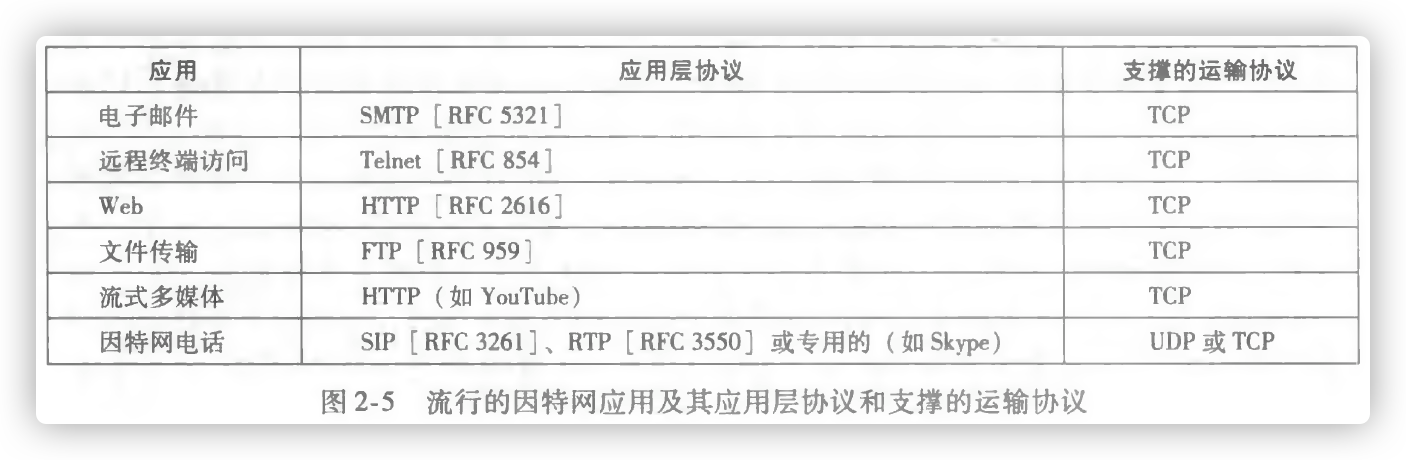 应用 应用层协议 支撑的运输协议
电子邮件 SMTP [RFC 5321] TCP
远程终端访问 Telnet [RFC 854] TCP
Web HTTP [RFC 2616] TCP
文件传输 FTP [RFC 959] TCP
流式多媒体 HTTP (如 YouTube) TCP
因特网电话 SIP [RFC 3261]、RTP [RFC 3550] 或专用的 (如 Skype) UDP 或 TCP
图 2-5 流行的因特网应用及其应用层协议和支撑的运输协议